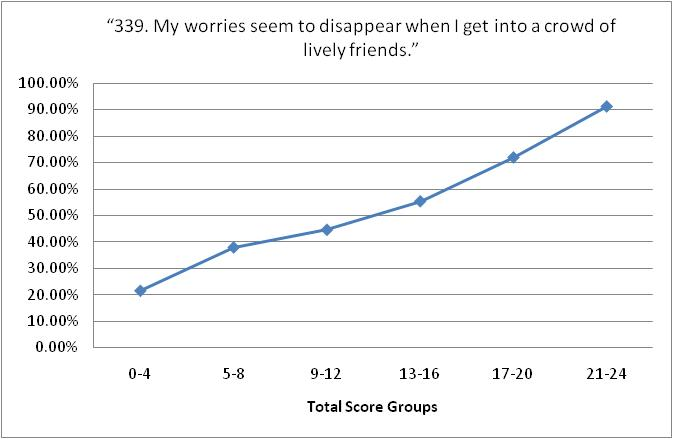 “339. My worries seem to disappear when I get into a crowd of
lively friends.”
100.00%
90.00%
80.00%
70.00%
60.00%
50.00%
40.00%
30.00%
20.00%
10.00%
0.00%
0-4 5-8 9-12 13-16 17-20 21-24
Total Score Groups